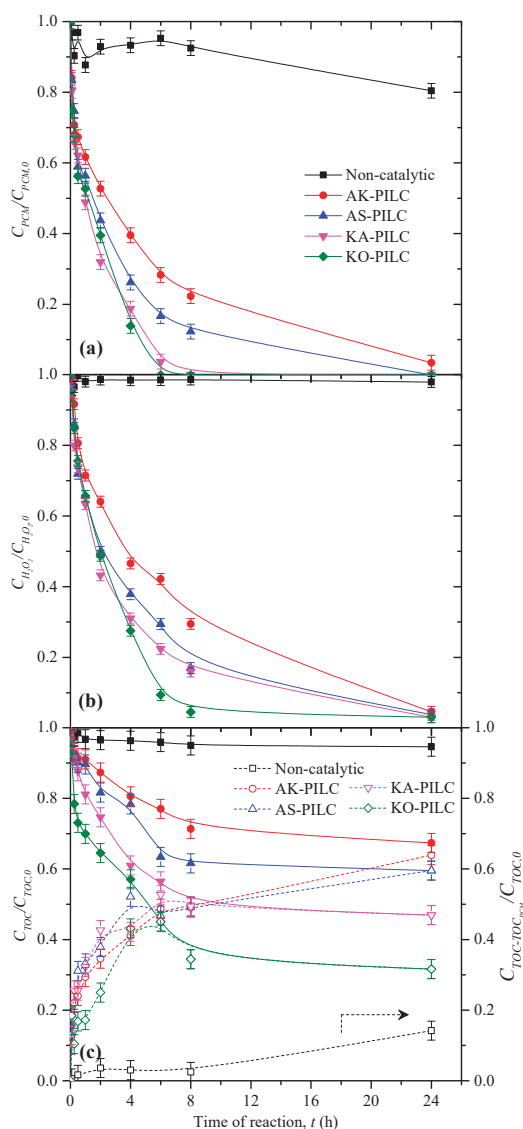 1.0
0.8
0.6
0.4
0.2
C_PCM/C_PCM,0
Non-catalytic
AK-PILC
AS-PILC
KA-PILC
KO-PILC
(a)
1.0
0.8
0.6
0.4
0.2
C_H2O2/C_H2O2,0
(b)
1.0
0.8
0.6
0.4
0.2
0.0
C_TOC/C_TOC,0
Non-catalytic
AK-PILC
AS-PILC
KA-PILC
KO-PILC
(c)
1.0
0.8
0.6
0.4
0.2
0.0
C_TOC-TOC_PCM/C_TOC,0
0 4 8 12 16 20 24
Time of reaction, t (h)